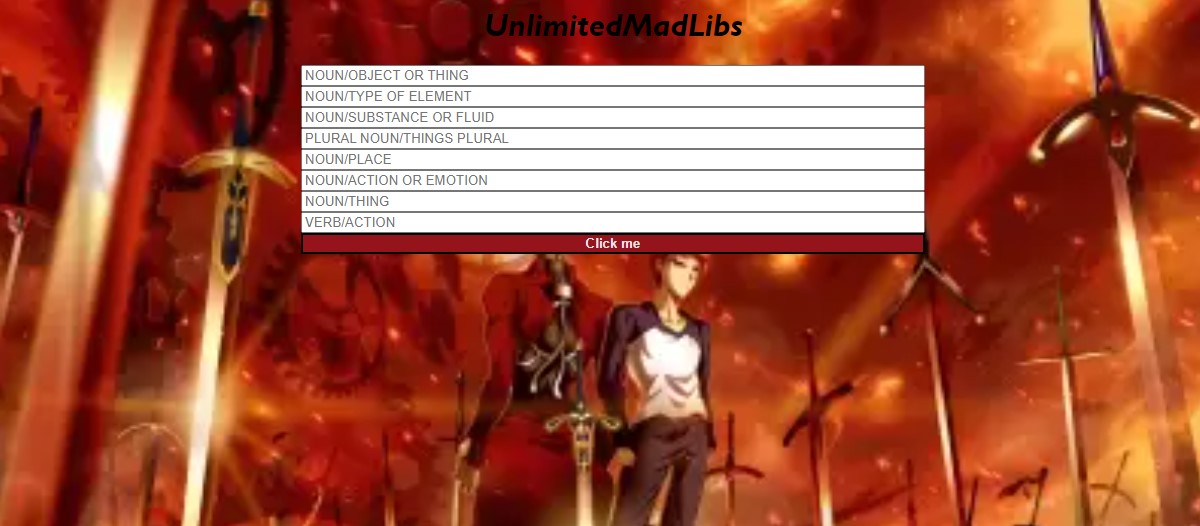 UnlimitedMadLibs
NOUN/OBJECT OR THING
NOUN/TYPE OF ELEMENT
NOUN/SUBSTANCE OR FLUID
PLURAL NOUN/THINGS PLURAL
NOUN/PLACE
NOUN/ACTION OR EMOTION
NOUN/THING
VERB/ACTION
Click me